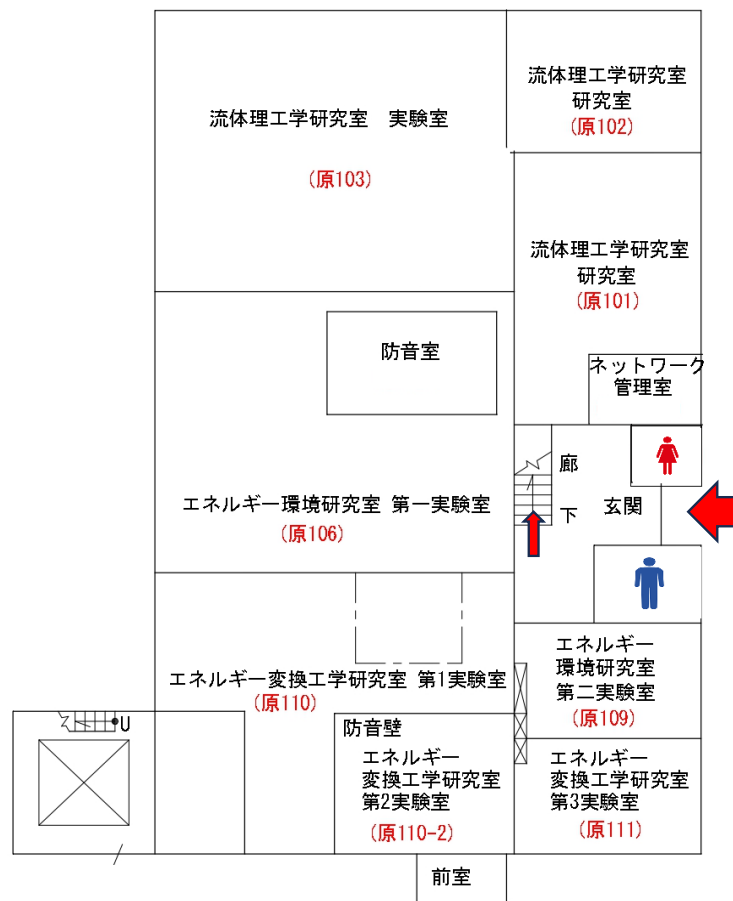 流体理工学研究室　実験室
(原103)
流体理工学研究室
研究室
(原102)
流体理工学研究室
研究室
(原101)
ネットワーク
管理室
防音室
廊
下
玄関
エネルギー環境研究室 第一実験室
(原106)
エネルギー変換工学研究室 第1実験室
(原110)
エネルギー
環境研究室
第二実験室
(原109)
防音壁
エネルギー
変換工学研究室
第2実験室
(原110-2)
エネルギー
変換工学研究室
第3実験室
(原111)
U
前室